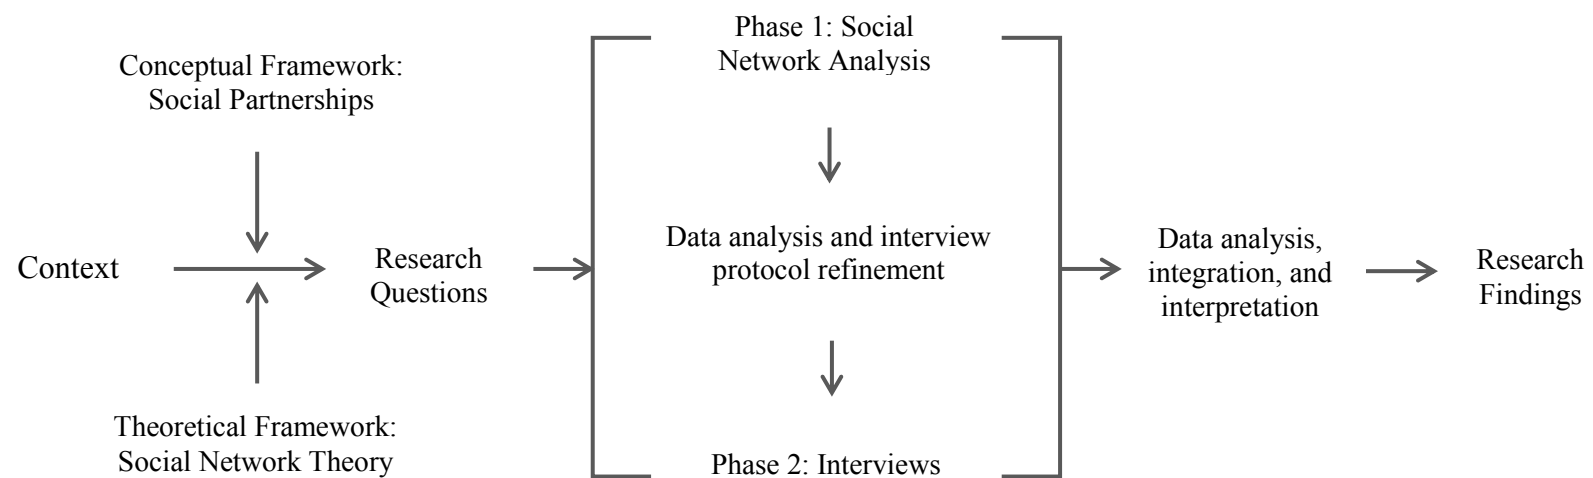 Conceptual Framework:
Social Partnerships
Context
Theoretical Framework:
Social Network Theory
Research
Questions
Phase 1: Social
Network Analysis
Data analysis and interview
protocol refinement
Phase 2: Interviews
Data analysis,
integration, and
interpretation
Research
Findings